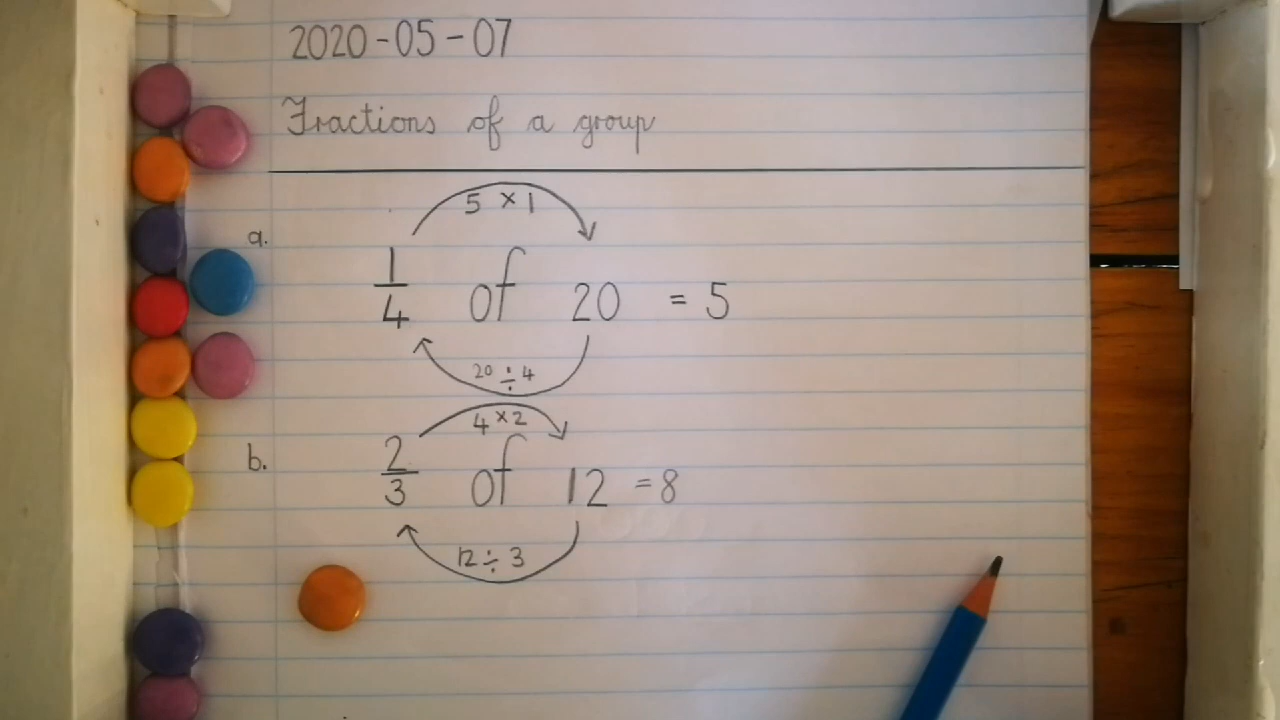 2020-05-07
Fractions of a group
5 × 1
a.
1/4 of 20 = 5
20 ÷ 4
4 × 2
b.
2/3 of 12 = 8
12 ÷ 3